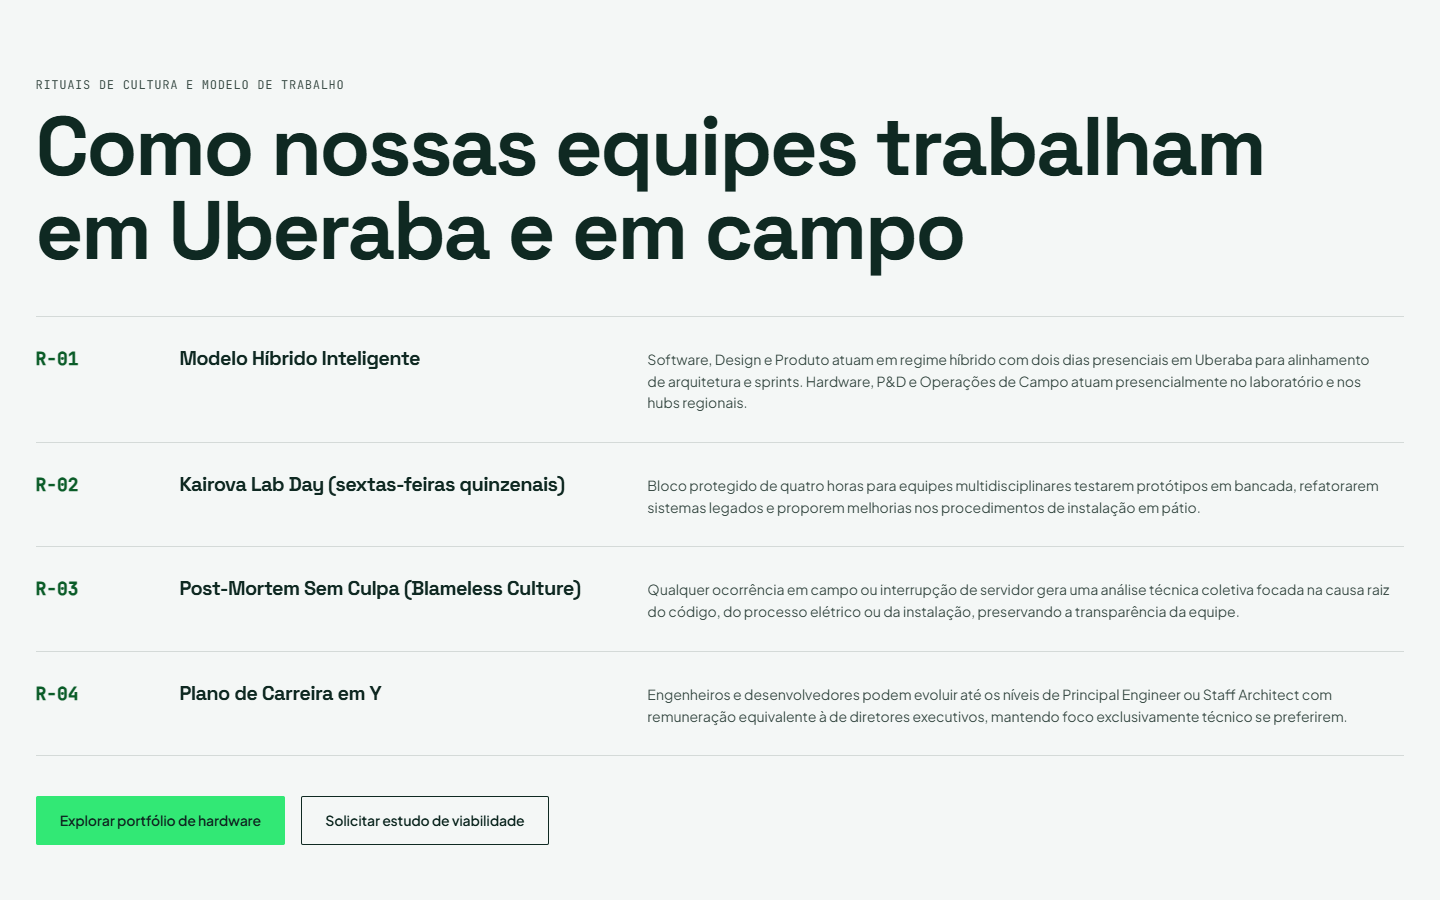 RITUAIS DE CULTURA E MODELO DE TRABALHO
Como nossas equipes trabalham
em Uberaba e em campo
R-01
Modelo Híbrido Inteligente
Software, Design e Produto atuam em regime híbrido com dois dias presenciais em Uberaba para alinhamento
de arquitetura e sprints. Hardware, P&D e Operações de Campo atuam presencialmente no laboratório e nos
hubs regionais.
R-02
Kairova Lab Day (sextas-feiras quinzenais)
Bloco protegido de quatro horas para equipes multidisciplinares testarem protótipos em bancada, refatorarem
sistemas legados e proporem melhorias nos procedimentos de instalação em pátio.
R-03
Post-Mortem Sem Culpa (Blameless Culture)
Qualquer ocorrência em campo ou interrupção de servidor gera uma análise técnica coletiva focada na causa raiz
do código, do processo elétrico ou da instalação, preservando a transparência da equipe.
R-04
Plano de Carreira em Y
Engenheiros e desenvolvedores podem evoluir até os níveis de Principal Engineer ou Staff Architect com
remuneração equivalente à de diretores executivos, mantendo foco exclusivamente técnico se preferirem.
Explorar portfólio de hardware
Solicitar estudo de viabilidade